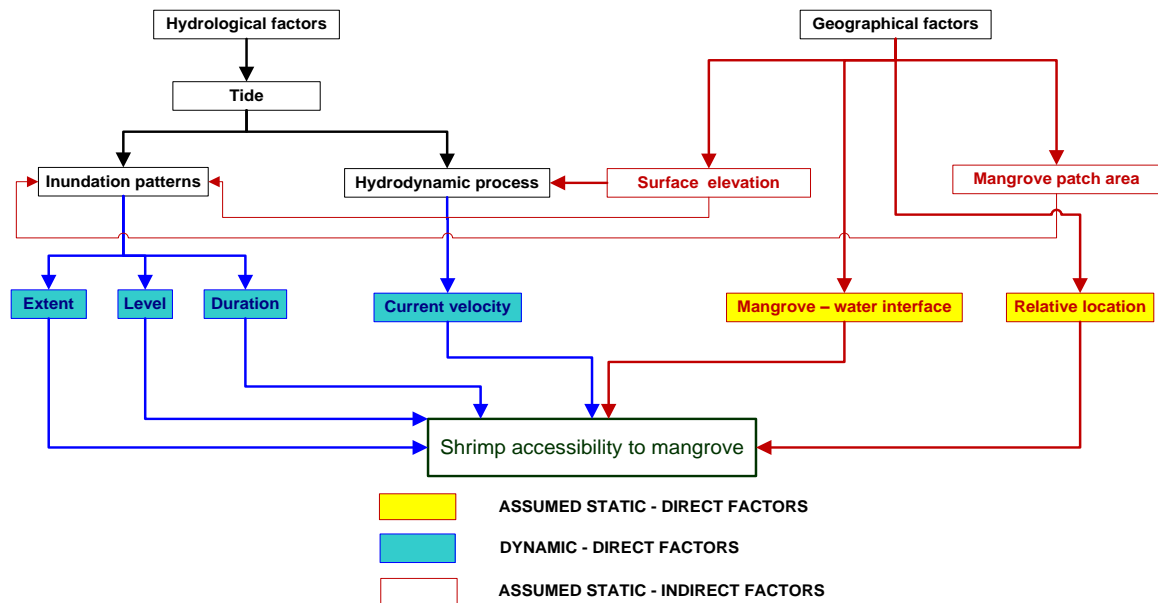 Hydrological factors
Geographical factors
Tide
Inundation patterns
Hydrodynamic process
Surface elevation
Mangrove patch area
Extent
Level
Duration
Current velocity
Mangrove – water interface
Relative location
Shrimp accessibility to mangrove
ASSUMED STATIC - DIRECT FACTORS
DYNAMIC - DIRECT FACTORS
ASSUMED STATIC - INDIRECT FACTORS